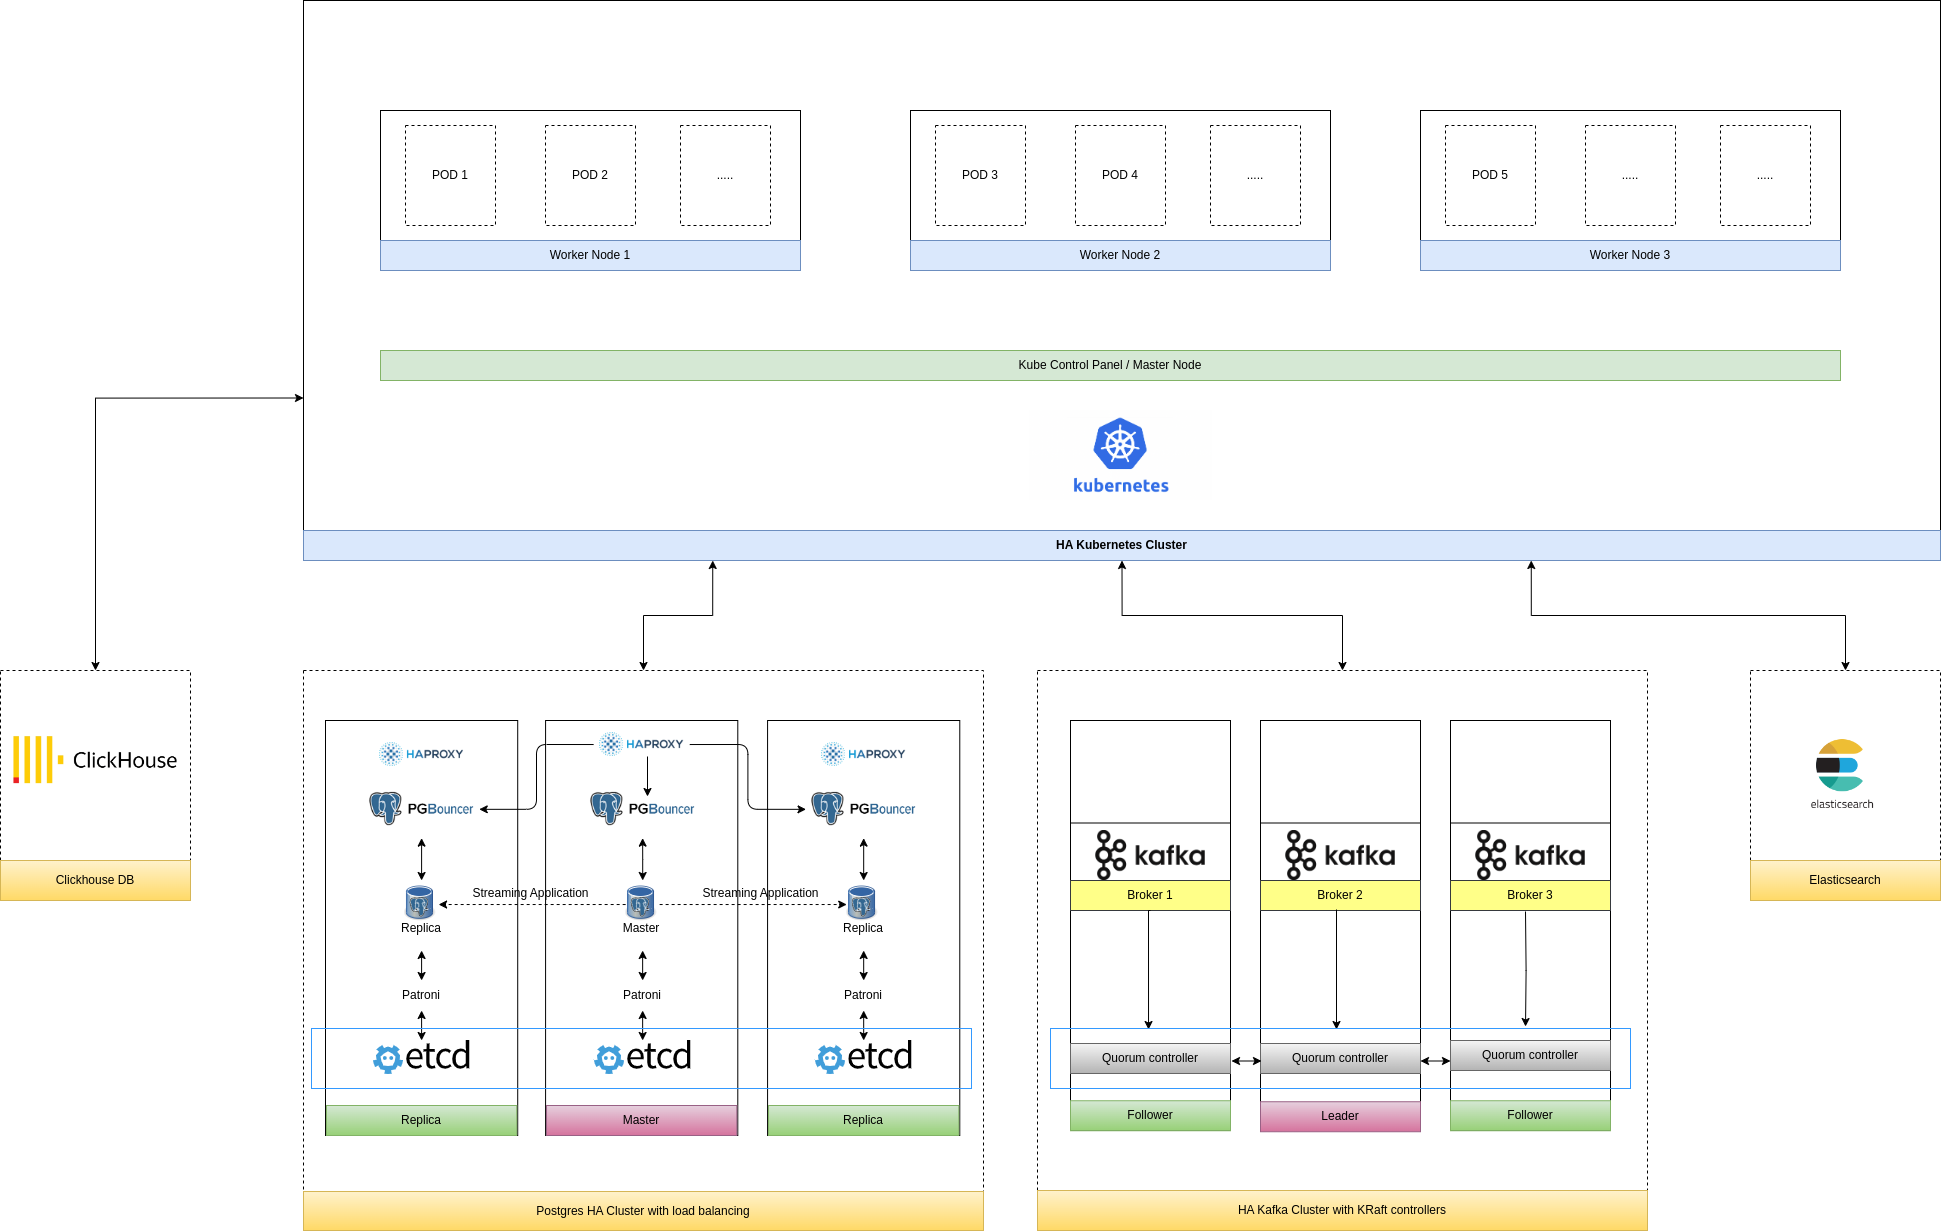 POD 1
POD 2
.....
POD 3
POD 4
.....
POD 5
.....
.....
Worker Node 1
Worker Node 2
Worker Node 3
Kube Control Panel / Master Node
kubernetes
HA Kubernetes Cluster
ClickHouse
Clickhouse DB
HAPROXY
HAPROXY
HAPROXY
PGBouncer
PGBouncer
PGBouncer
Streaming Application
Streaming Application
Replica
Master
Replica
Patroni
Patroni
Patroni
etcd
etcd
etcd
Replica
Master
Replica
Postgres HA Cluster with load balancing
kafka
kafka
kafka
Broker 1
Broker 2
Broker 3
Quorum controller
Quorum controller
Quorum controller
Follower
Leader
Follower
HA Kafka Cluster with KRaft controllers
elasticsearch
Elasticsearch